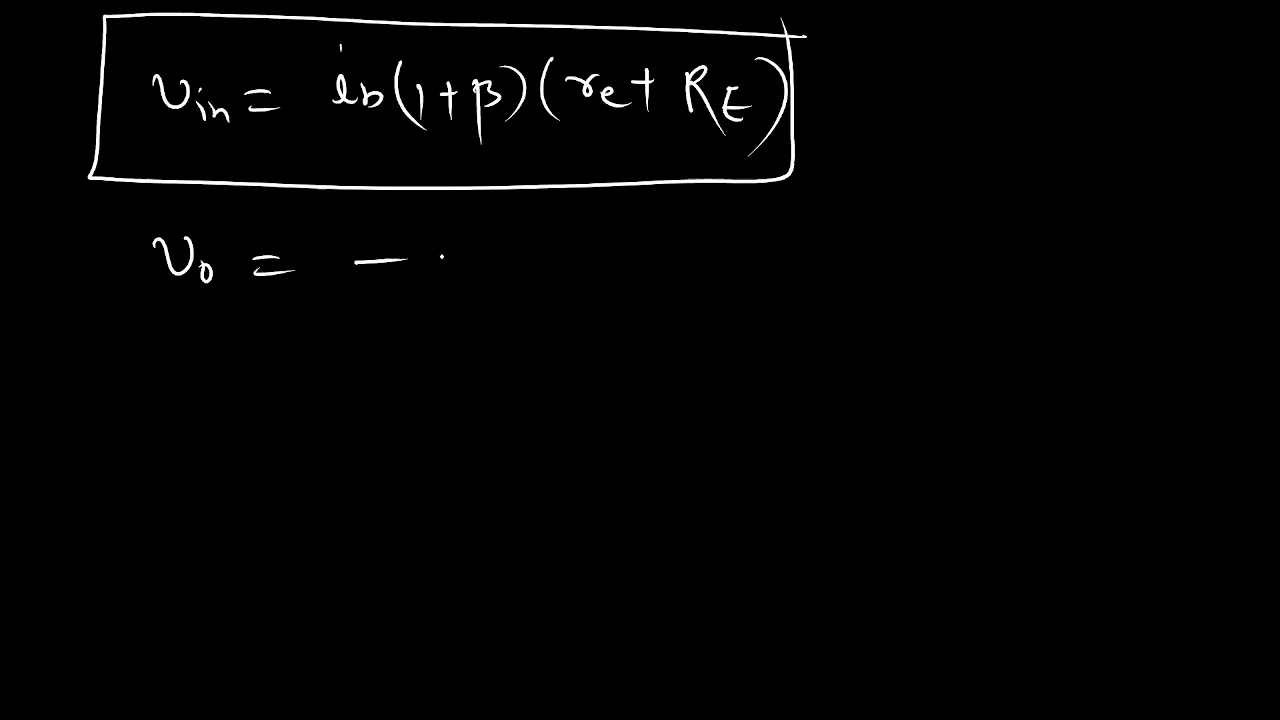 v_in = i_b(1+β)(r_e + R_E)
v_o = − ·